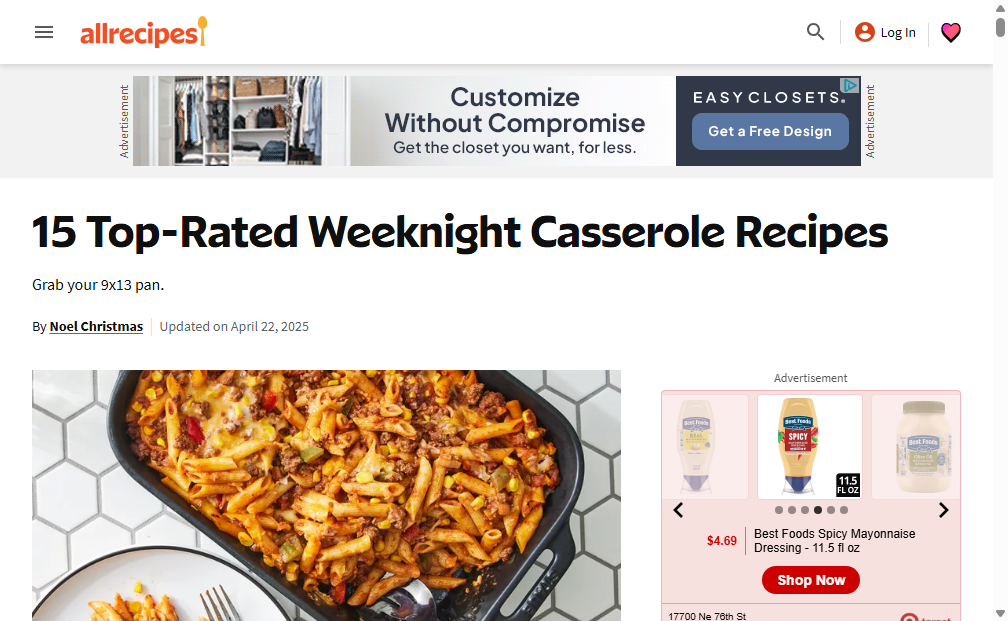 allrecipes
Log In
Advertisement
Customize
Without Compromise
Get the closet you want, for less.
EASYCLOSETS.
Get a Free Design
Advertisement
15 Top-Rated Weeknight Casserole Recipes
Grab your 9x13 pan.
By Noel Christmas
Updated on April 22, 2025
Advertisement
Best Foods
Best Foods
SPICY
Best Foods
11.5
FL OZ
$4.69
Best Foods Spicy Mayonnaise
Dressing - 11.5 fl oz
Shop Now
17700 Ne 76th St